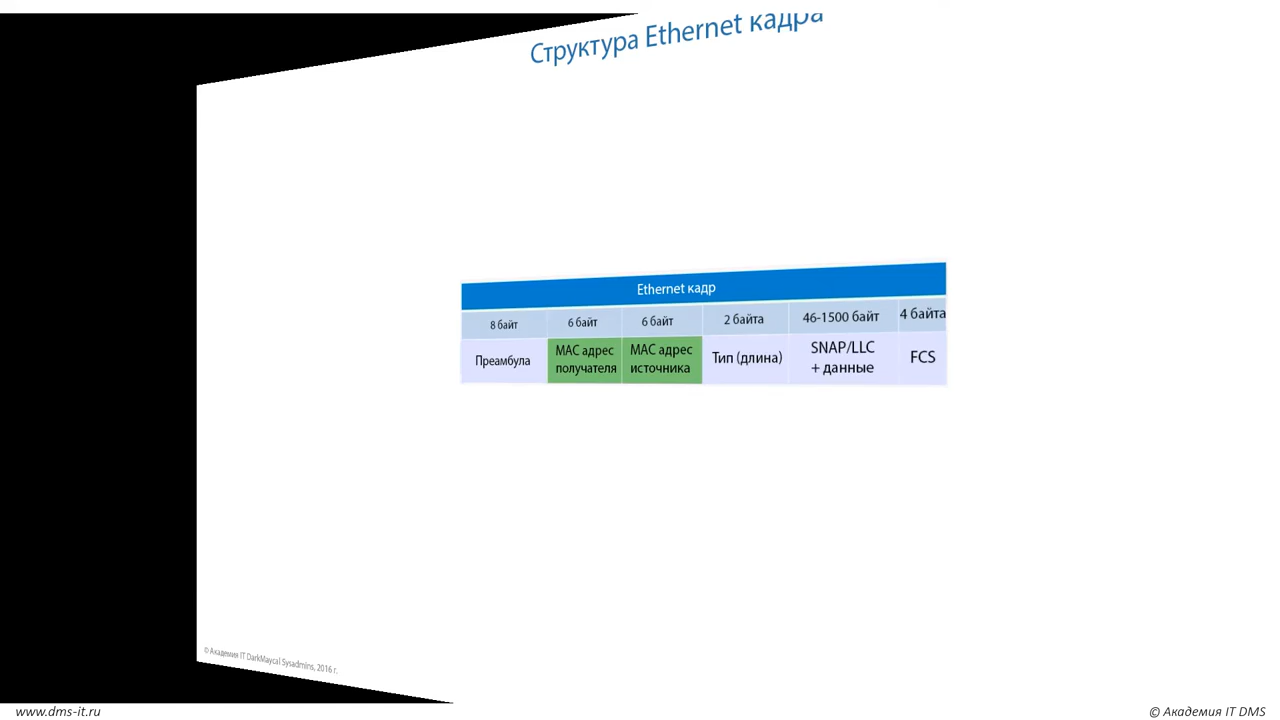 Структура Ethernet кадра
Ethernet кадр
8 байт
6 байт
6 байт
2 байта
46-1500 байт
4 байта
Преамбула
MAC адрес
получателя
MAC адрес
источника
Тип (длина)
SNAP/LLC
+ данные
FCS
© Академия IT DarkMaycal Sysadmins, 2016 г.
www.dms-it.ru
© Академия IT DMS